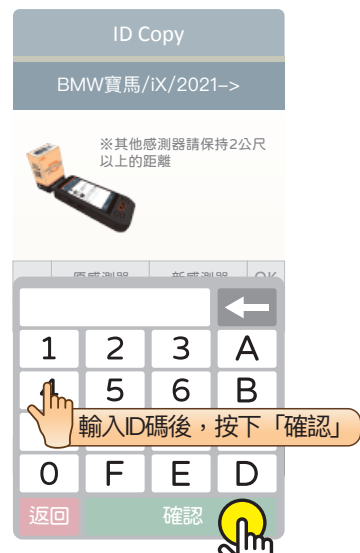 ID Copy
BMW寶馬/iX/2021->
※其他感測器請保持2公尺
以上的距離
原感測器 新感測器 OK
1 2 3 A
4 5 6 B
輸入ID碼後，按下「確認」
0 F E D
返回 確認